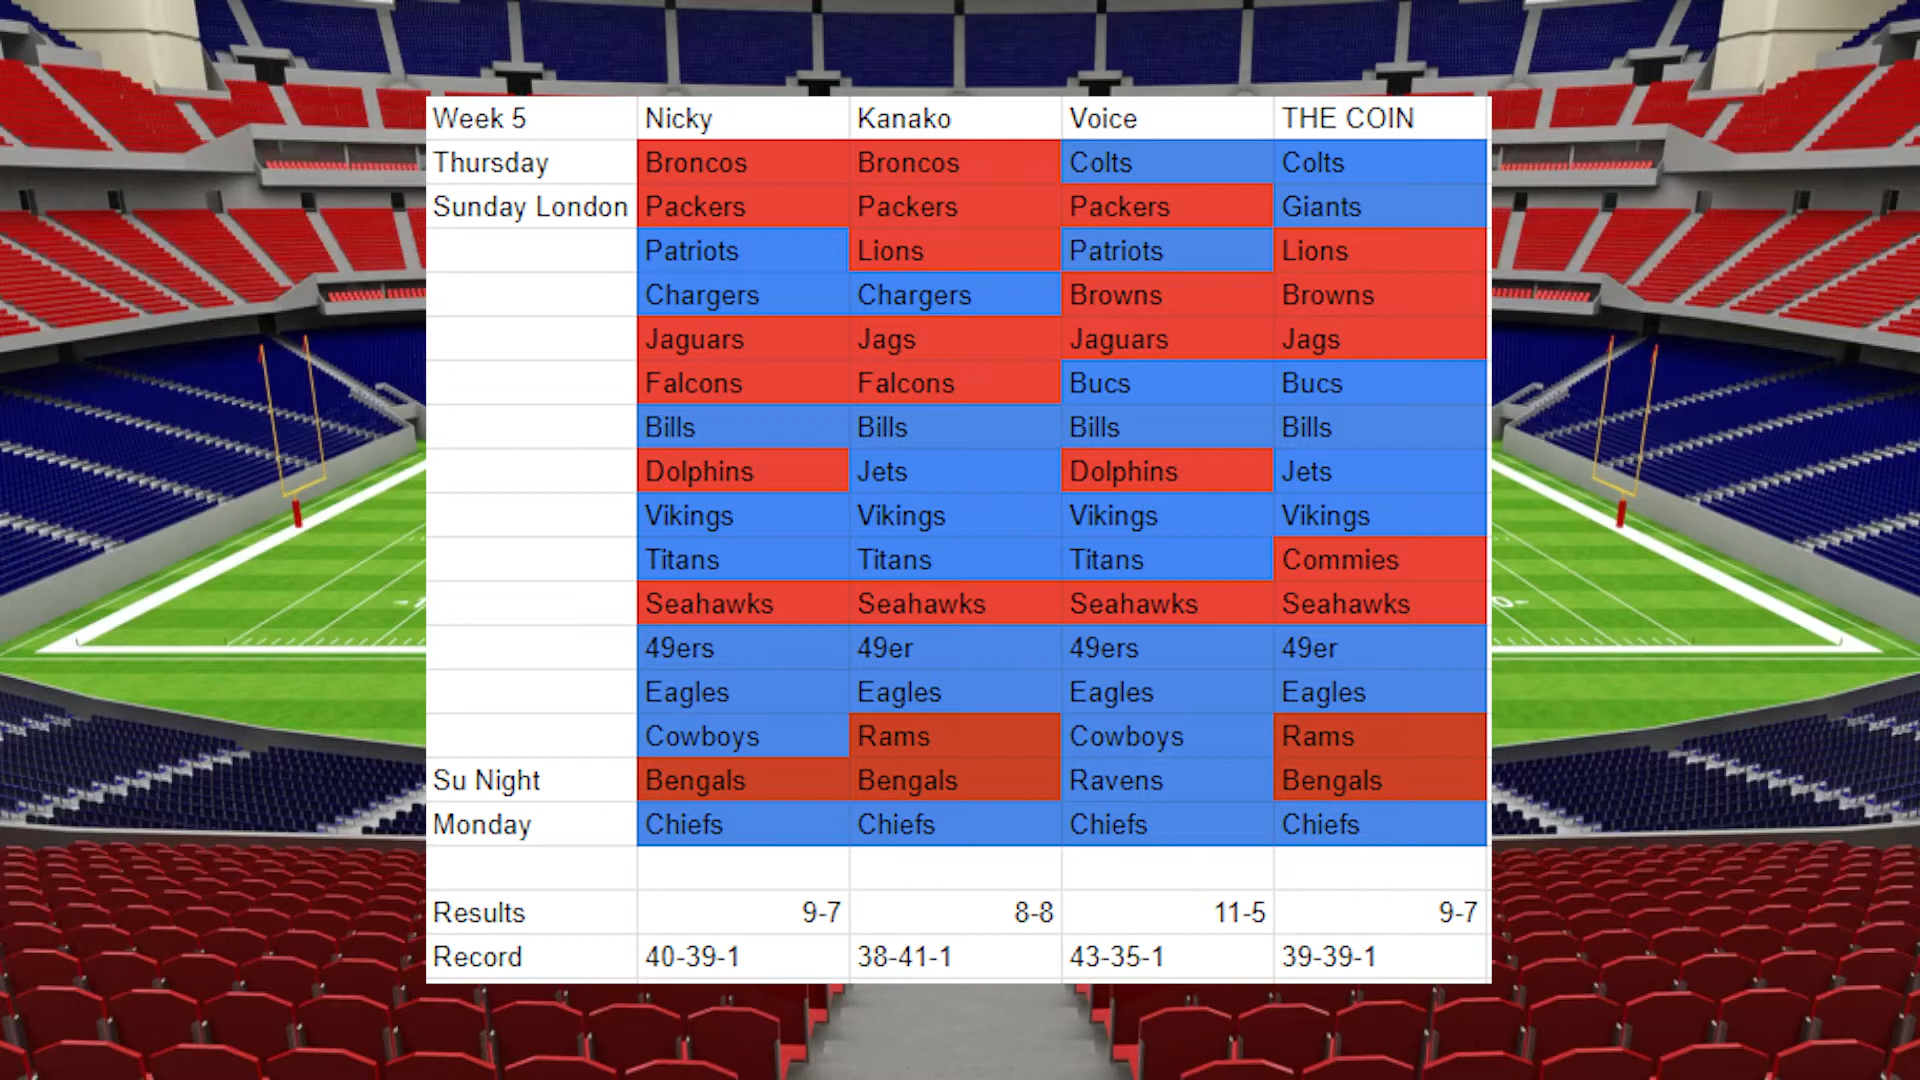 Week 5 Nicky Kanako Voice THE COIN
Thursday Broncos Broncos Colts Colts
Sunday London Packers Packers Packers Giants
Patriots Lions Patriots Lions
Chargers Chargers Browns Browns
Jaguars Jags Jaguars Jags
Falcons Falcons Bucs Bucs
Bills Bills Bills Bills
Dolphins Jets Dolphins Jets
Vikings Vikings Vikings Vikings
Titans Titans Titans Commies
Seahawks Seahawks Seahawks Seahawks
49ers 49er 49ers 49er
Eagles Eagles Eagles Eagles
Cowboys Rams Cowboys Rams
Su Night Bengals Bengals Ravens Bengals
Monday Chiefs Chiefs Chiefs Chiefs
Results 9-7 8-8 11-5 9-7
Record 40-39-1 38-41-1 43-35-1 39-39-1